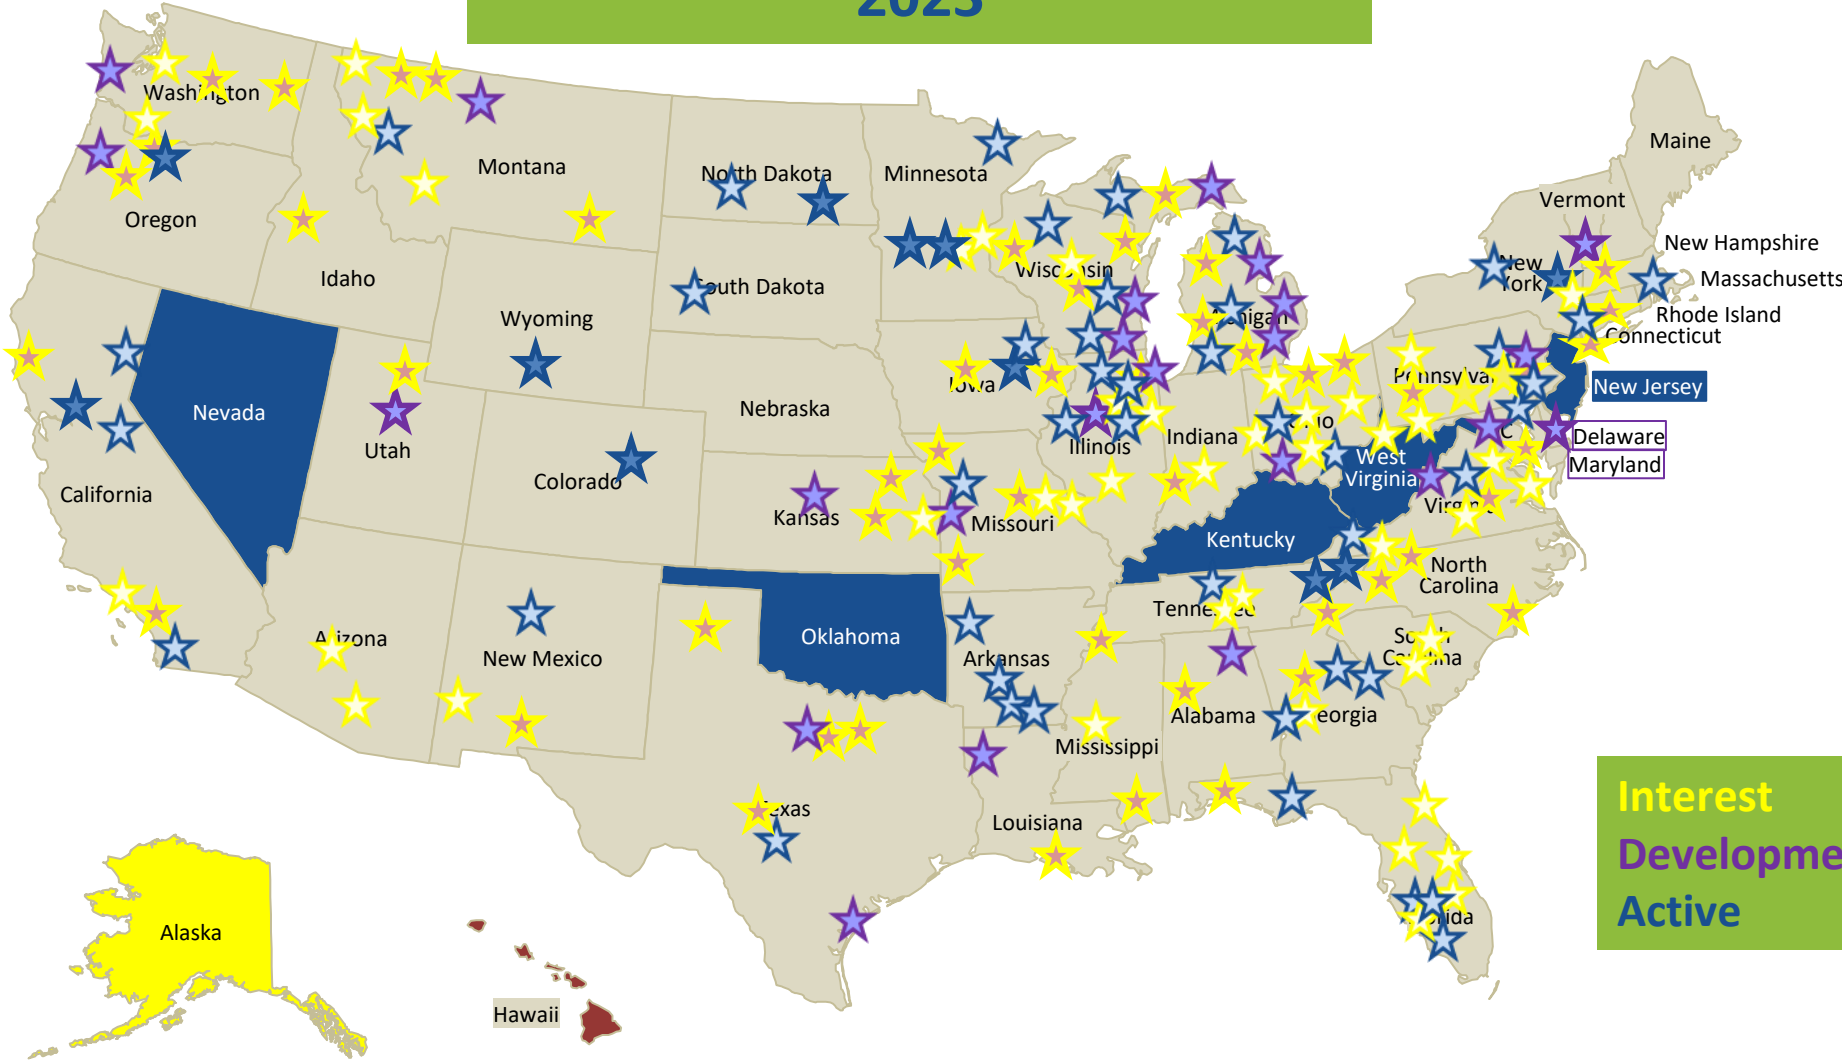 2025
Washington
Montana
North Dakota
Minnesota
Maine
Oregon
Vermont
Idaho
New Hampshire
Wisconsin
New
York
Massachusetts
South Dakota
Wyoming
Michigan
Rhode Island
Connecticut
Iowa
Pennsylva
New Jersey
Nevada
Nebraska
Ohio
Utah
Illinois
Indiana
C
Delaware
Maryland
West
Virginia
California
Colorado
Kansas
Missouri
Virginia
Kentucky
North
Carolina
Tennessee
Arizona
New Mexico
Oklahoma
Arkansas
South
Carolina
Alabama
Georgia
Mississippi
Texas
Louisiana
Interest
Developme
Active
Florida
Alaska
Hawaii